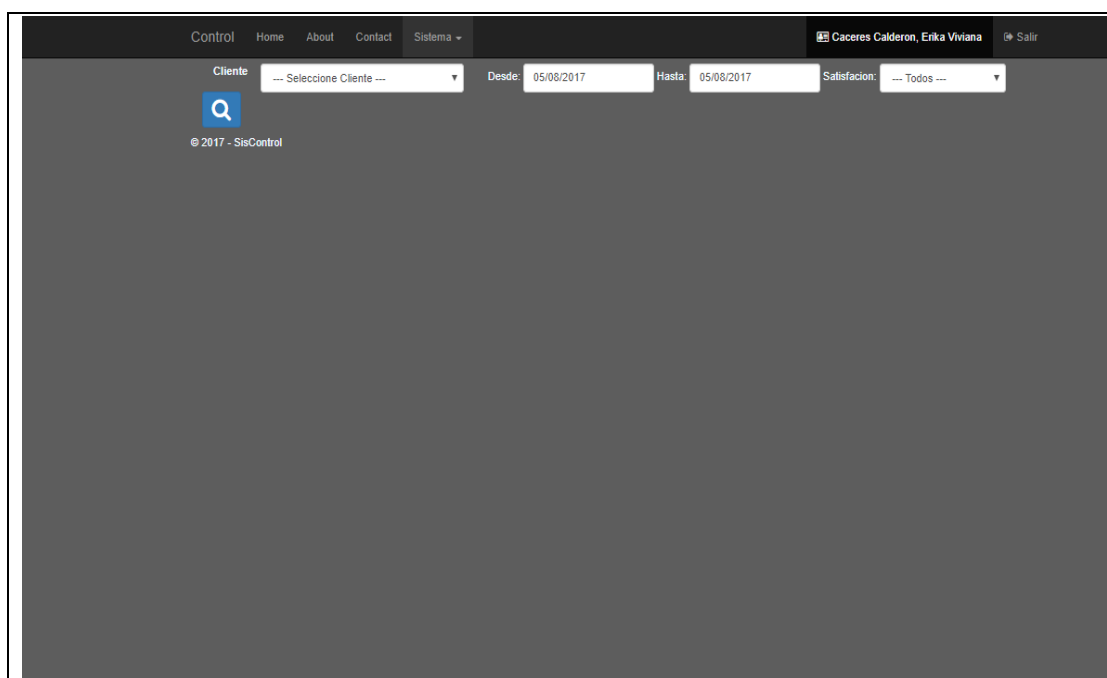 Control Home About Contact Sistema Caceres Calderon, Erika Viviana Salir
Cliente --- Seleccione Cliente --- Desde: 05/08/2017 Hasta: 05/08/2017 Satisfacion: --- Todos ---
© 2017 - SisControl